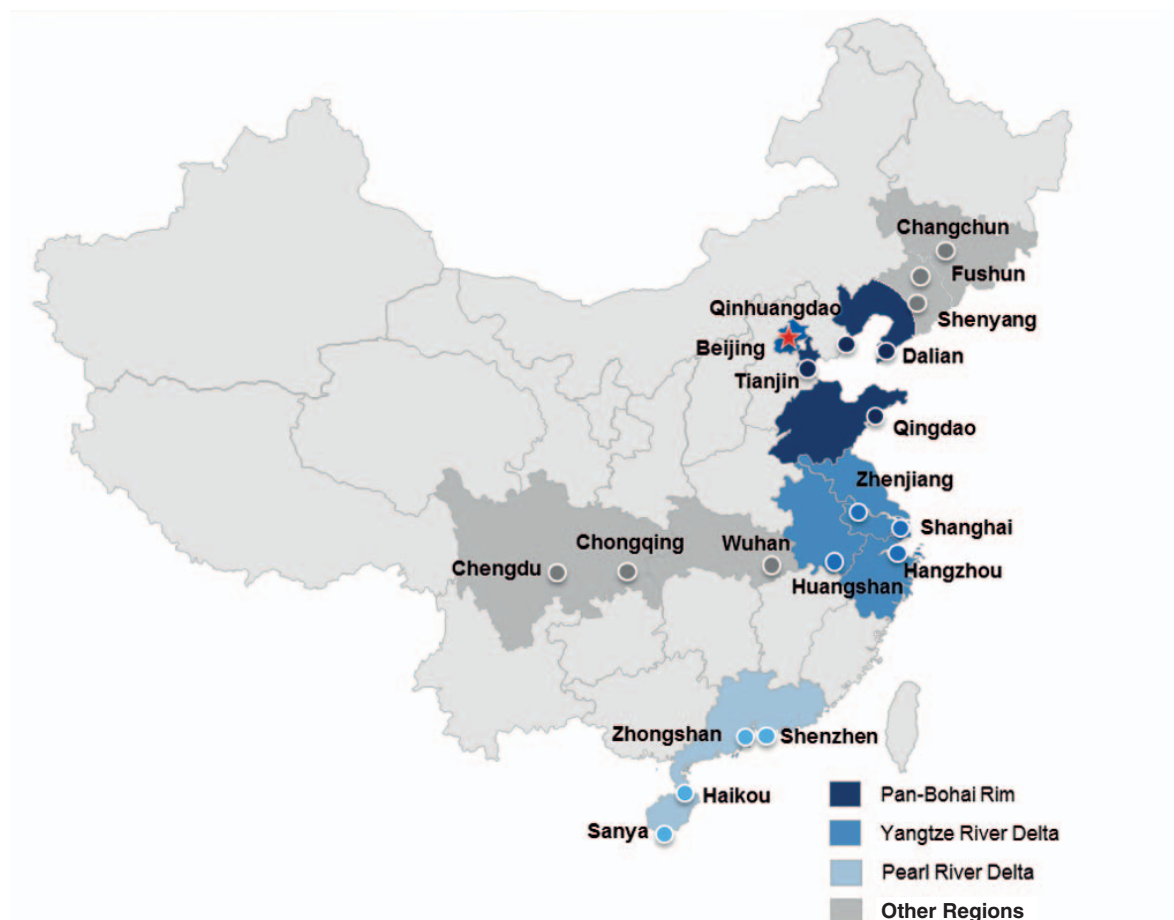 Changchun
Fushun
Qinhuangdao
Shenyang
Beijing
Dalian
Tianjin
Qingdao
Zhenjiang
Shanghai
Chongqing
Wuhan
Chengdu
Hangzhou
Huangshan
Zhongshan
Shenzhen
Haikou
Sanya
Pan-Bohai Rim
Yangtze River Delta
Pearl River Delta
Other Regions